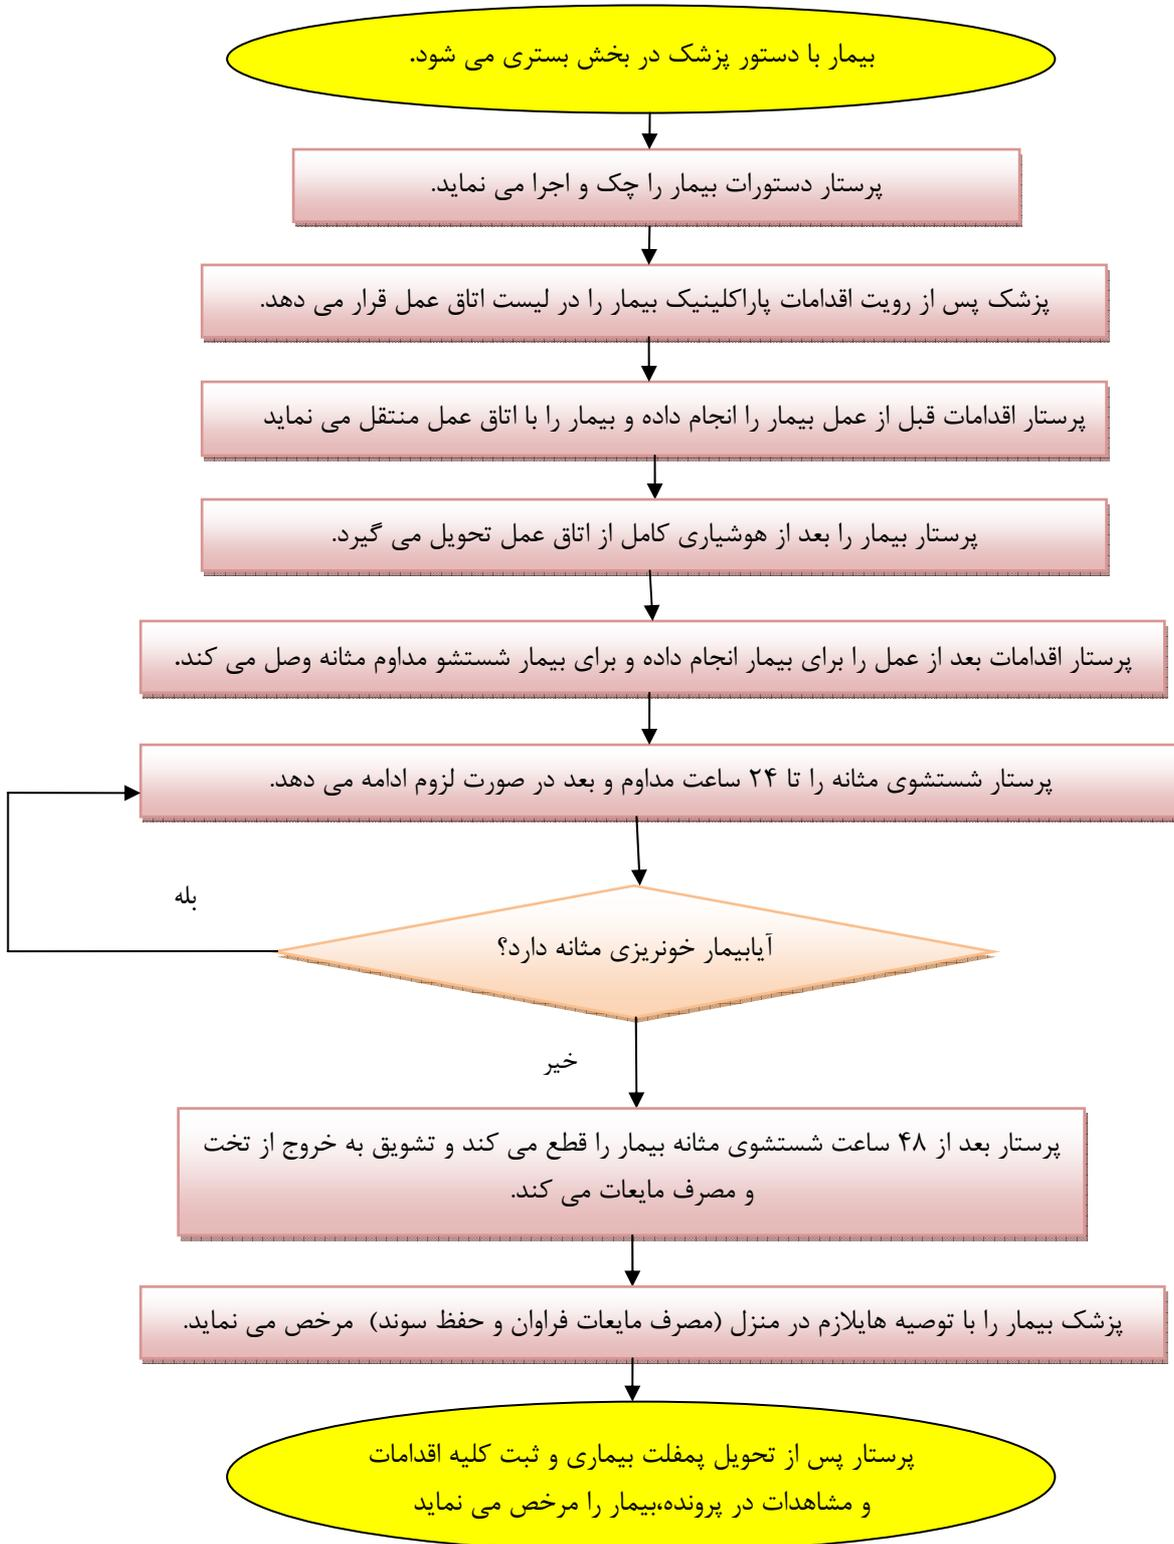 بیمار با دستور پزشک در بخش بستری می شود.
پرستار دستورات بیمار را چک و اجرا می نماید.
پزشک پس از رویت اقدامات پاراکلینیک بیمار را در لیست اتاق عمل قرار می دهد.
پرستار اقدامات قبل از عمل بیمار را انجام داده و بیمار را با اتاق عمل منتقل می نماید
پرستار بیمار را بعد از هوشیاری کامل از اتاق عمل تحویل می گیرد.
پرستار اقدامات بعد از عمل را برای بیمار انجام داده و برای بیمار شستشو مداوم مثانه وصل می کند.
پرستار شستشوی مثانه را تا ۲۴ ساعت مداوم و بعد در صورت لزوم ادامه می دهد.
بله
آیابیمار خونریزی مثانه دارد؟
خیر
پرستار بعد از ۴۸ ساعت شستشوی مثانه بیمار را قطع می کند و تشویق به خروج از تخت
و مصرف مایعات می کند.
پزشک بیمار را با توصیه هایلازم در منزل (مصرف مایعات فراوان و حفظ سوند) مرخص می نماید.
پرستار پس از تحویل پمفلت بیماری و ثبت کلیه اقدامات
و مشاهدات در پرونده،بیمار را مرخص می نماید